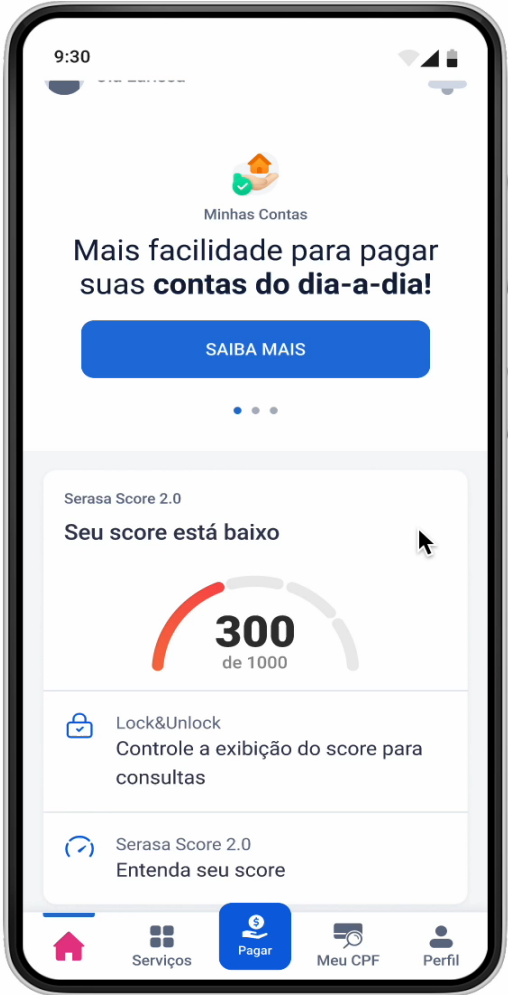 9:30
Minhas Contas
Mais facilidade para pagar
suas contas do dia-a-dia!
SAIBA MAIS
Serasa Score 2.0
Seu score está baixo
300
de 1000
Lock&Unlock
Controle a exibição do score para
consultas
Serasa Score 2.0
Entenda seu score
Serviços
Pagar
Meu CPF
Perfil